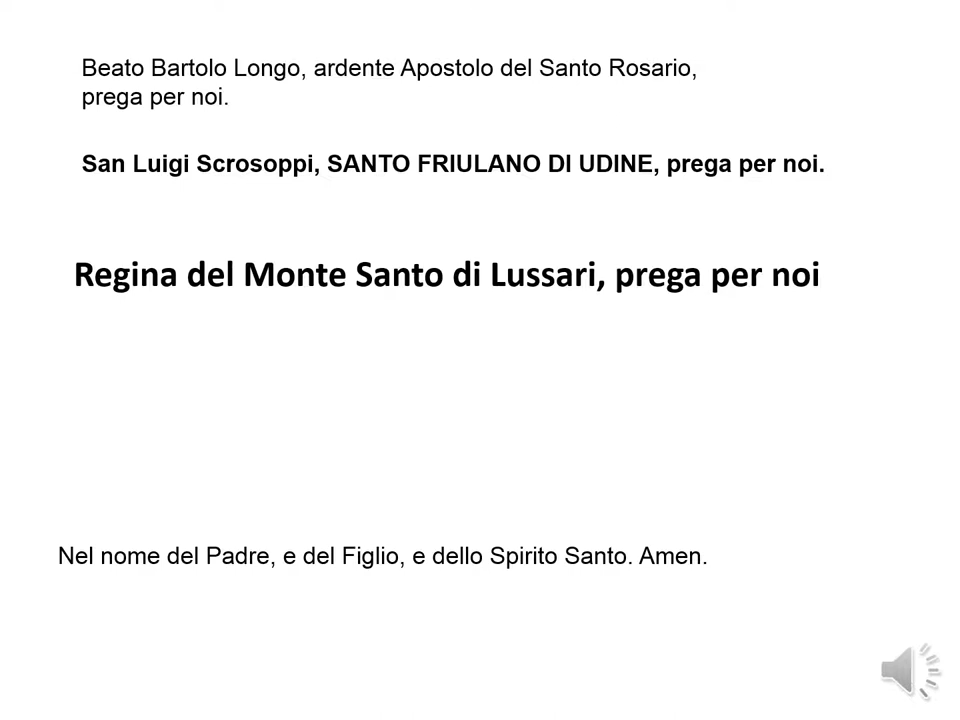 Beato Bartolo Longo, ardente Apostolo del Santo Rosario,
prega per noi.
San Luigi Scrosoppi, SANTO FRIULANO DI UDINE, prega per noi.
Regina del Monte Santo di Lussari, prega per noi
Nel nome del Padre, e del Figlio, e dello Spirito Santo. Amen.